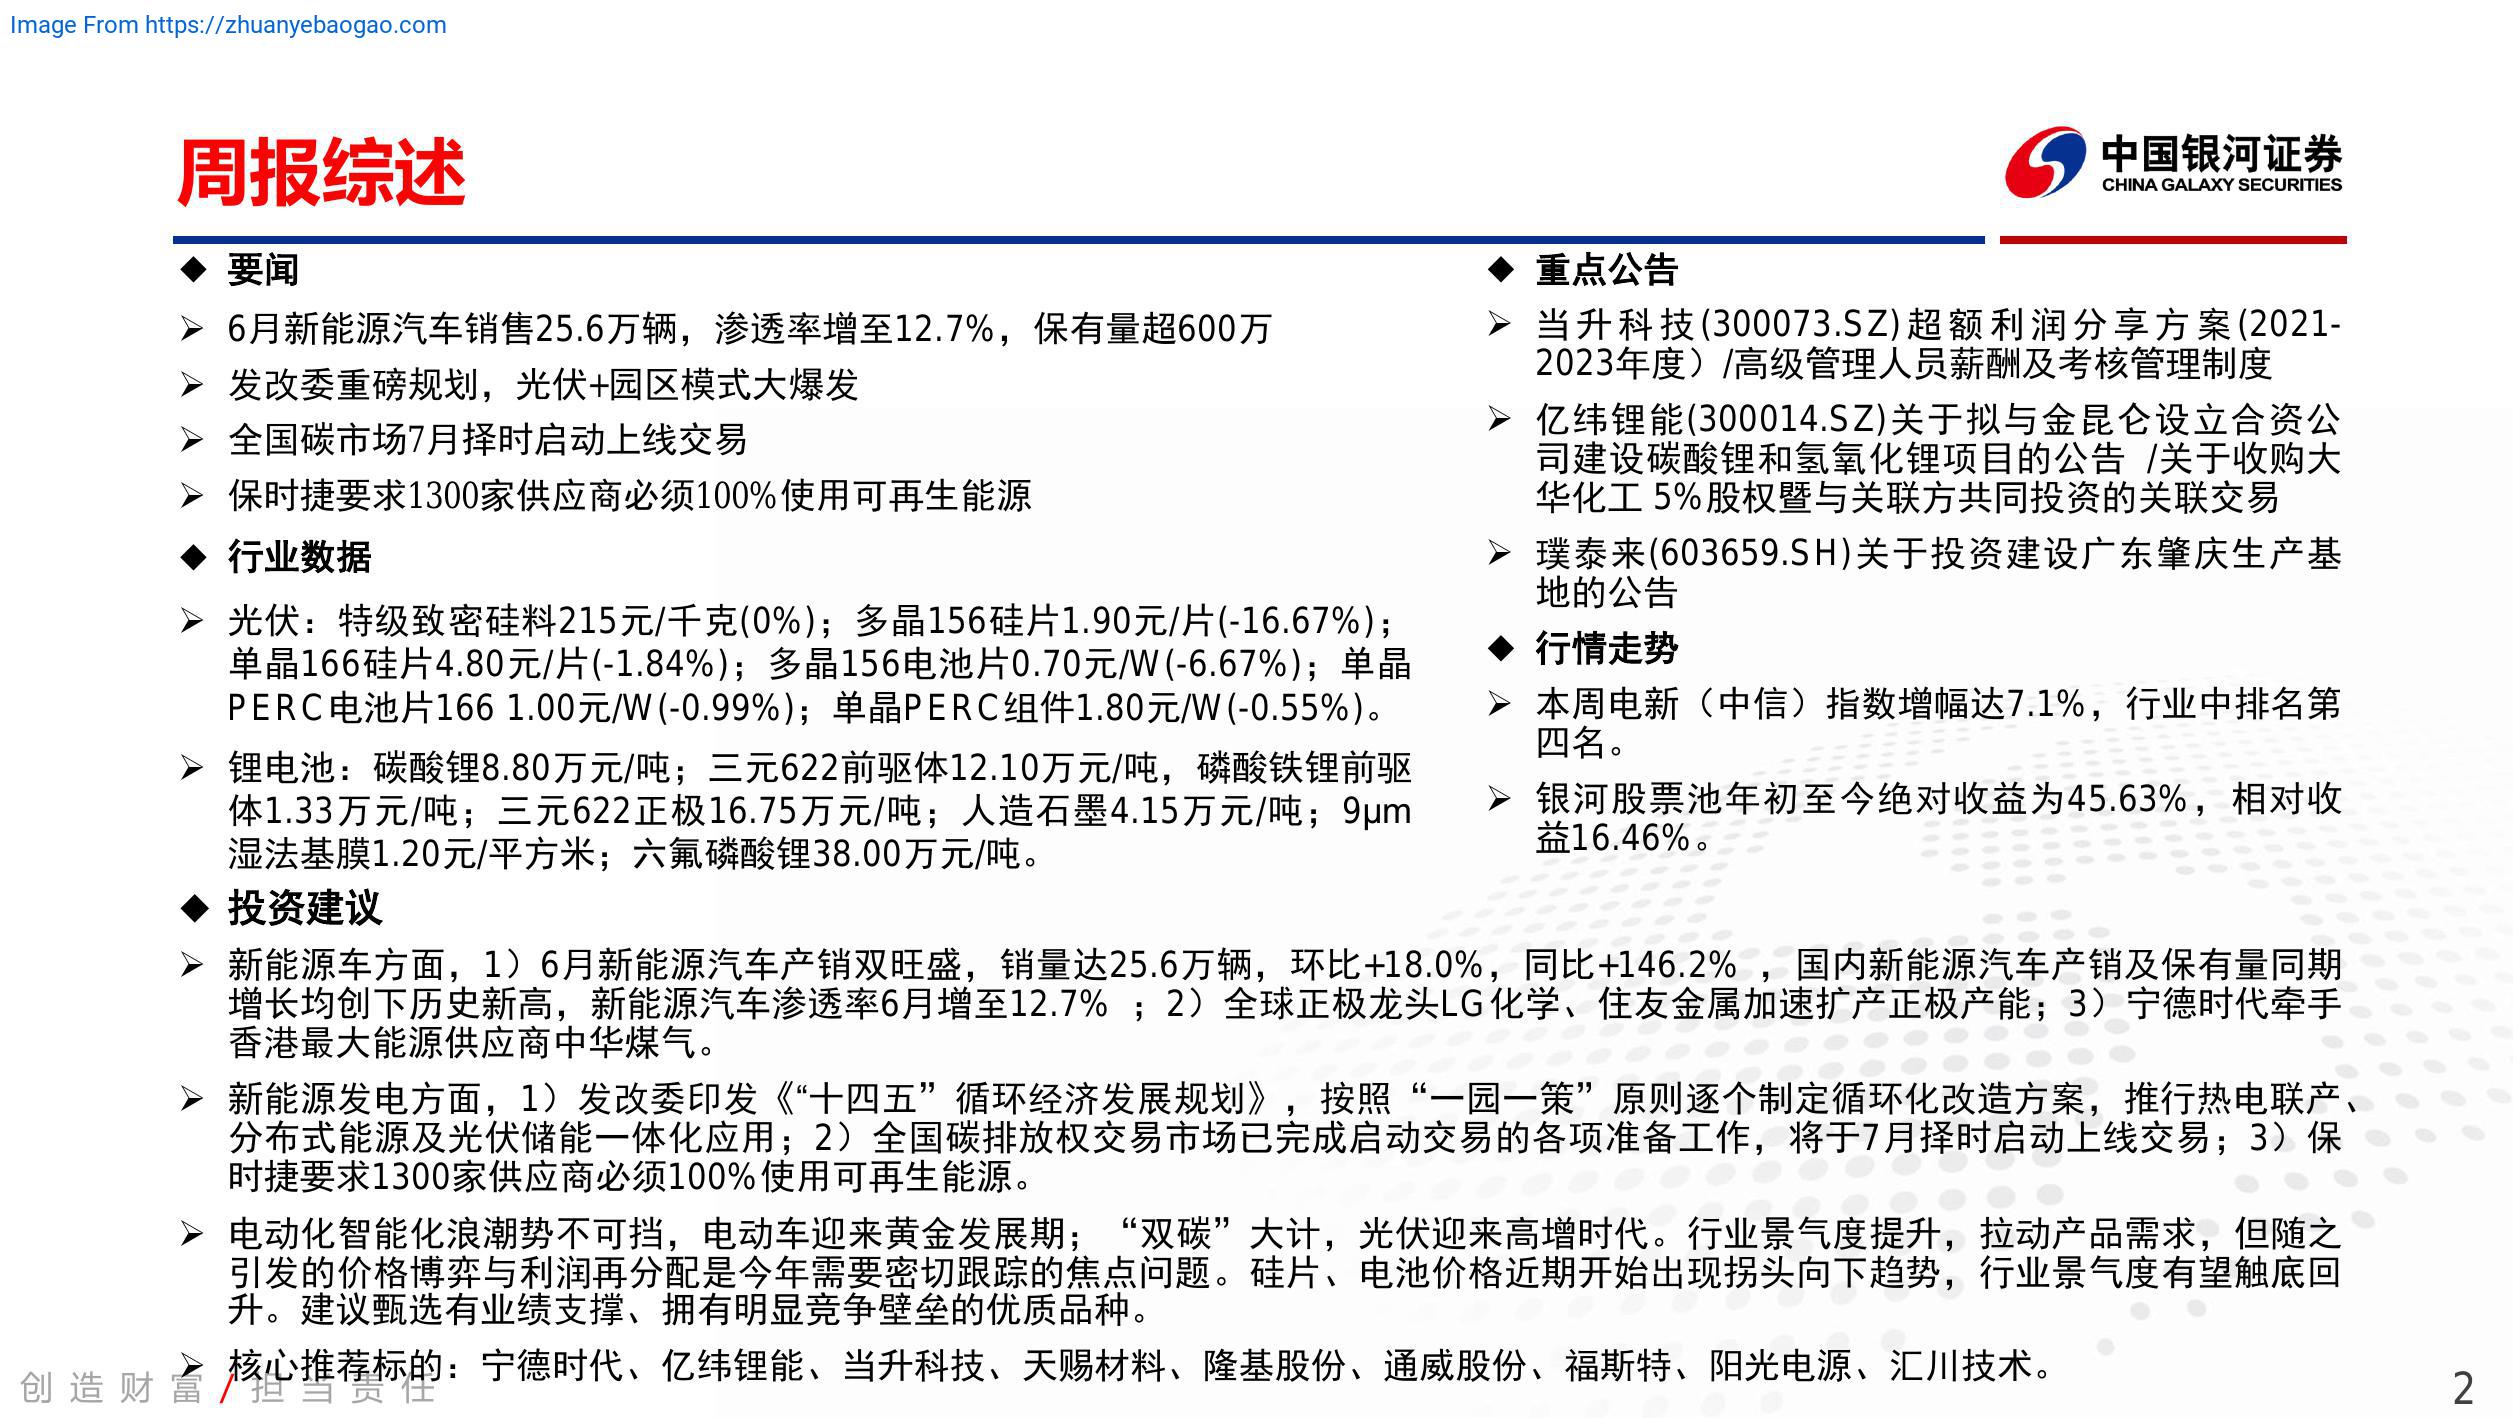 Image From https://zhuanyebaogao.com
周报综述
中国银河证券
CHINA GALAXY SECURITIES
◆ 要闻
➢ 6月新能源汽车销售25.6万辆，渗透率增至12.7%，保有量超600万
➢ 发改委重磅规划，光伏+园区模式大爆发
➢ 全国碳市场7月择时启动上线交易
➢ 保时捷要求1300家供应商必须100%使用可再生能源
◆ 行业数据
➢ 光伏：特级致密硅料215元/千克(0%)；多晶156硅片1.90元/片(-16.67%)；
单晶166硅片4.80元/片(-1.84%)；多晶156电池片0.70元/W(-6.67%)；单晶
PERC电池片166 1.00元/W(-0.99%)；单晶PERC组件1.80元/W(-0.55%)。
➢ 锂电池：碳酸锂8.80万元/吨；三元622前驱体12.10万元/吨，磷酸铁锂前驱
体1.33万元/吨；三元622正极16.75万元/吨；人造石墨4.15万元/吨；9μm
湿法基膜1.20元/平方米；六氟磷酸锂38.00万元/吨。
◆ 重点公告
➢ 当升科技(300073.SZ)超额利润分享方案(2021-
2023年度）/高级管理人员薪酬及考核管理制度
➢ 亿纬锂能(300014.SZ)关于拟与金昆仑设立合资公
司建设碳酸锂和氢氧化锂项目的公告 /关于收购大
华化工 5%股权暨与关联方共同投资的关联交易
➢ 璞泰来(603659.SH)关于投资建设广东肇庆生产基
地的公告
◆ 行情走势
➢ 本周电新（中信）指数增幅达7.1%，行业中排名第
四名。
➢ 银河股票池年初至今绝对收益为45.63%，相对收
益16.46%。
◆ 投资建议
➢ 新能源车方面，1）6月新能源汽车产销双旺盛，销量达25.6万辆，环比+18.0%，同比+146.2% ，国内新能源汽车产销及保有量同期
增长均创下历史新高，新能源汽车渗透率6月增至12.7% ；2）全球正极龙头LG化学、住友金属加速扩产正极产能；3）宁德时代牵手
香港最大能源供应商中华煤气。
➢ 新能源发电方面，1）发改委印发《“十四五”循环经济发展规划》，按照“一园一策”原则逐个制定循环化改造方案，推行热电联产、
分布式能源及光伏储能一体化应用；2）全国碳排放权交易市场已完成启动交易的各项准备工作，将于7月择时启动上线交易；3）保
时捷要求1300家供应商必须100%使用可再生能源。
➢ 电动化智能化浪潮势不可挡，电动车迎来黄金发展期；“双碳”大计，光伏迎来高增时代。行业景气度提升，拉动产品需求，但随之
引发的价格博弈与利润再分配是今年需要密切跟踪的焦点问题。硅片、电池价格近期开始出现拐头向下趋势，行业景气度有望触底回
升。建议甄选有业绩支撑、拥有明显竞争壁垒的优质品种。
➢ 核心推荐标的：宁德时代、亿纬锂能、当升科技、天赐材料、隆基股份、通威股份、福斯特、阳光电源、汇川技术。
创造财富/担当责任
2